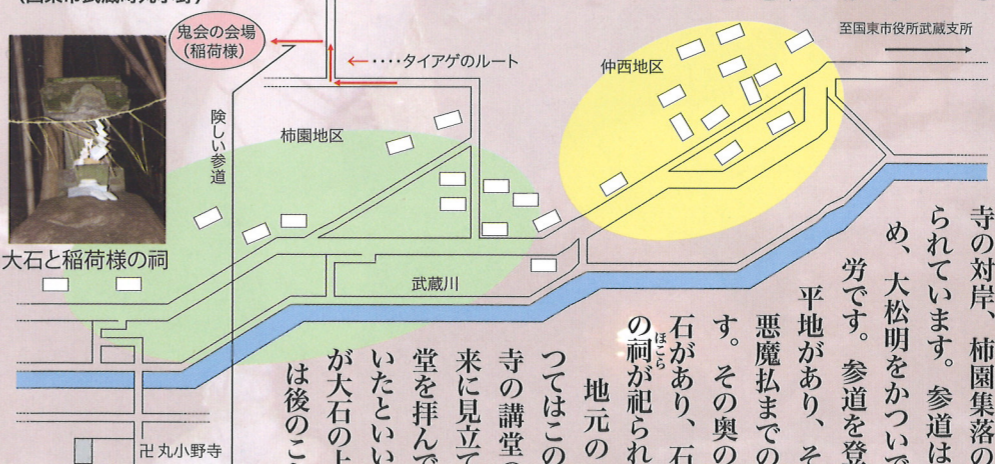 鬼会の会場
(稲荷様)
←‥‥タイアゲのルート
至国東市役所武蔵支所
仲西地区
柿園地区
険しい参道
大石と稲荷様の祠
武蔵川
卍丸小野寺
寺の対岸、柿園集落の
られています。参道は
め、大松明をかついで
労です。参道を登
平地があり、そ
悪魔払までの
す。その奥の
石があり、石
の祠が祀られ
ほこら
地元の
つてはこの
寺の講堂の
来に見立て
堂を拝んで
いたといい
が大石の上
は後のこ